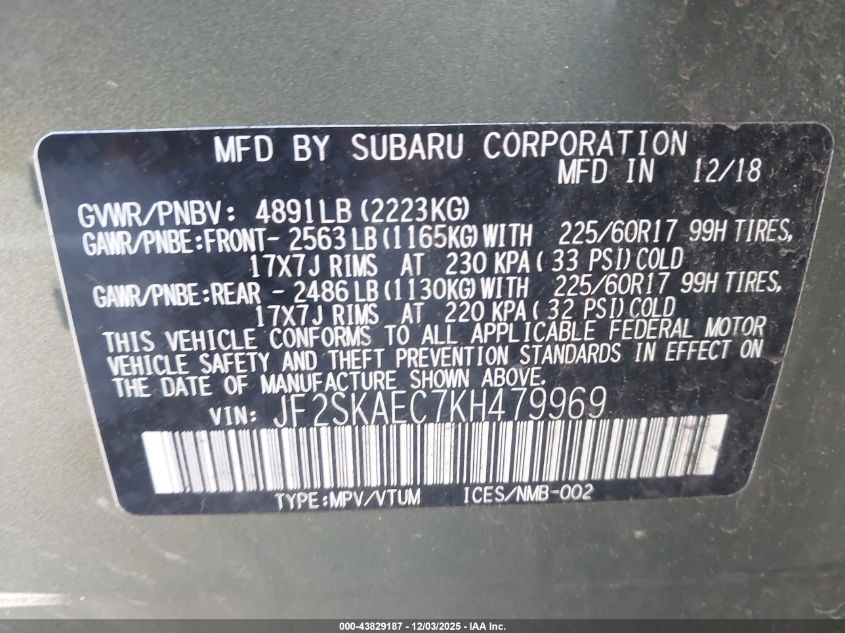 MFD BY SUBARU CORPORATION
MFD IN 12/18
GVWR/PNBV: 4891LB(2223KG)
GAWR/PNBE:FRONT- 2563LB(1165KG)WITH 225/60R17 99H TIRES,
17X7J RIMS AT 230 KPA( 33 PSI)COLD
GAWR/PNBE:REAR - 2486LB(1130KG)WITH 225/60R17 99H TIRES,
17X7J RIMS AT 220 KPA( 32 PSI)COLD
THIS VEHICLE CONFORMS TO ALL APPLICABLE FEDERAL MOTOR
VEHICLE SAFETY AND THEFT PREVENTION STANDARDS IN EFFECT ON
THE DATE OF MANUFACTURE SHOWN ABOVE.
VIN: JF2SKAEC7KH479969
TYPE:MPV/VTUM ICES/NMB-002
000-43829187 - 12/03/2025 - IAA Inc.